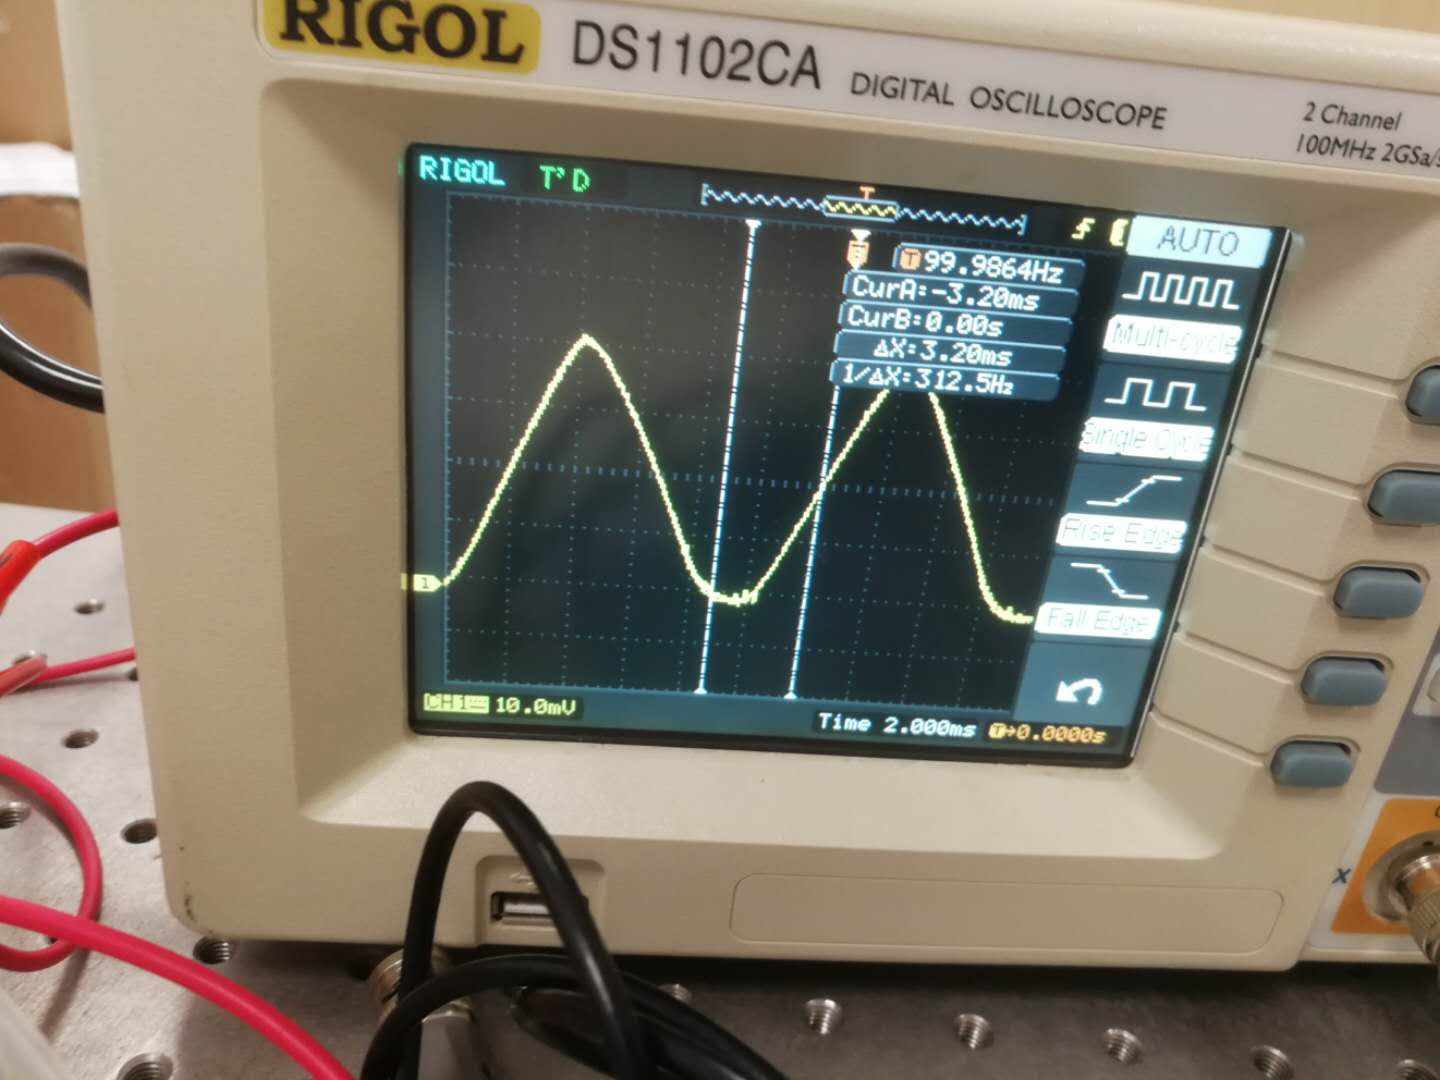 RIGOL DS1102CA DIGITAL OSCILLOSCOPE
2 Channel
100MHz 2GSa/s
RIGOL T'D
T
AUTO
T 99.9864Hz
CurA:-3.20ms
CurB:0.00s
ΔX:3.20ms
1/ΔX:312.5Hz
Multi-cycle
Single Cycle
Rise Edge
1
Fall Edge
CH1 10.0mV
Time 2.000ms T→0.0000s
X